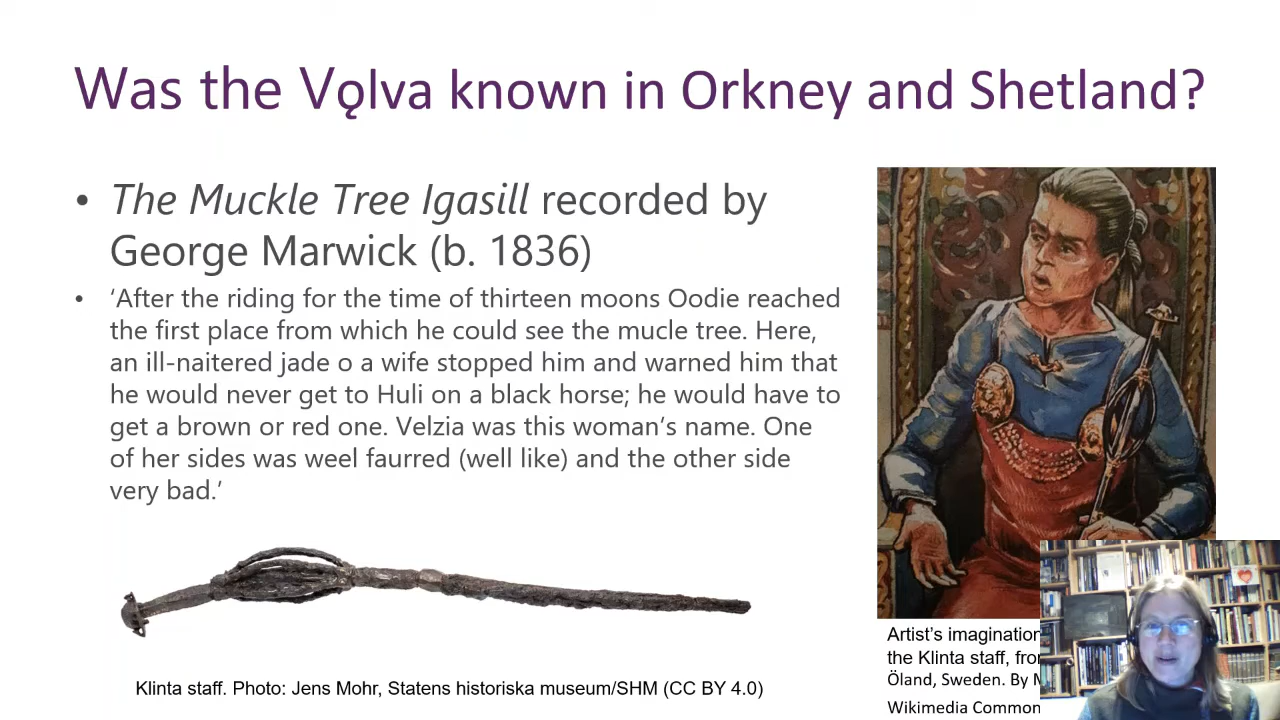 Was the Vǫlva known in Orkney and Shetland?
• The Muckle Tree Igasill recorded by
George Marwick (b. 1836)
• ‘After the riding for the time of thirteen moons Oodie reached
the first place from which he could see the mucle tree. Here,
an ill-naitered jade o a wife stopped him and warned him that
he would never get to Huli on a black horse; he would have to
get a brown or red one. Velzia was this woman’s name. One
of her sides was weel faurred (well like) and the other side
very bad.’
Klinta staff. Photo: Jens Mohr, Statens historiska museum/SHM (CC BY 4.0)
Artist’s imagination
the Klinta staff,
Öland, Sweden. By
Wikimedia